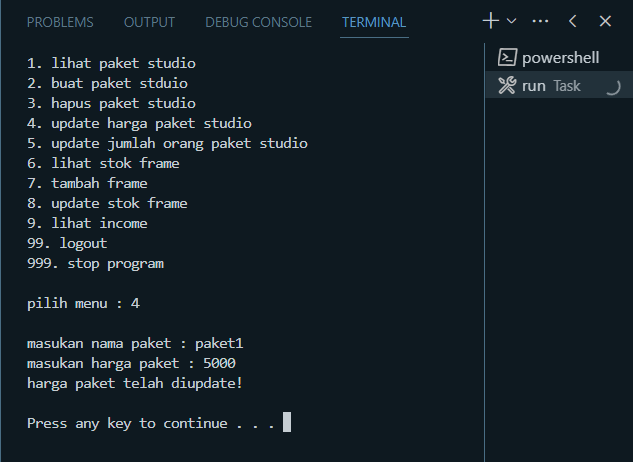 PROBLEMS OUTPUT DEBUG CONSOLE TERMINAL
1. lihat paket studio
2. buat paket stduio
3. hapus paket studio
4. update harga paket studio
5. update jumlah orang paket studio
6. lihat stok frame
7. tambah frame
8. update stok frame
9. lihat income
99. logout
999. stop program
pilih menu : 4
masukan nama paket : paket1
masukan harga paket : 5000
harga paket telah diupdate!
Press any key to continue . . .
powershell
run Task